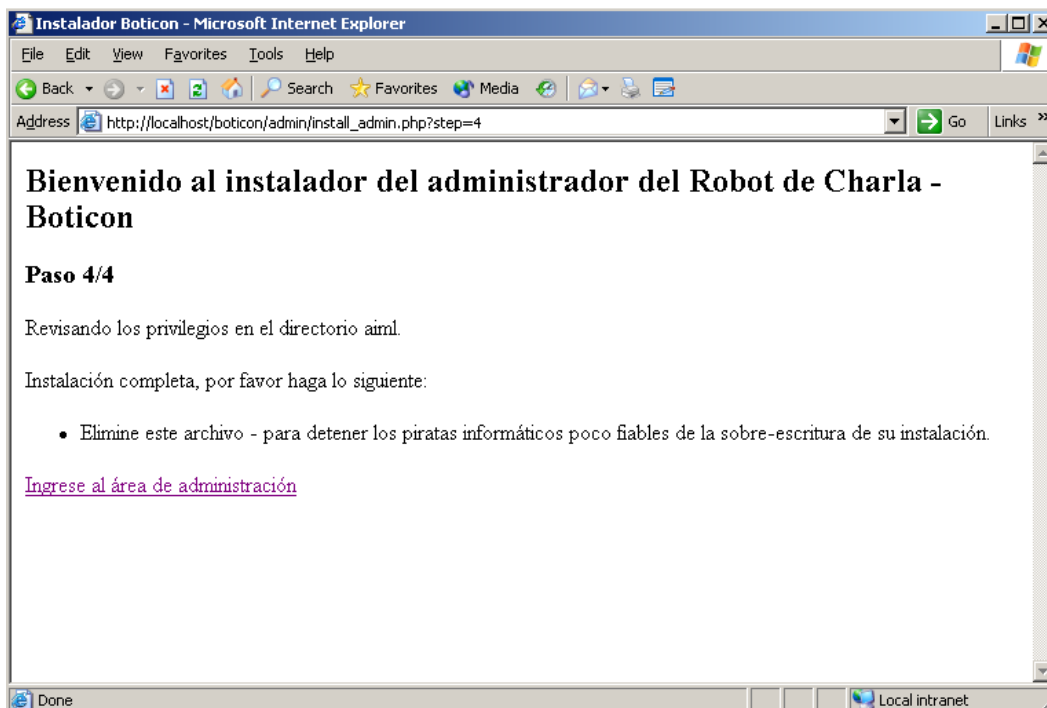 Instalador Boticon - Microsoft Internet Explorer
File Edit View Favorites Tools Help
Back Search Favorites Media
Address http://localhost/boticon/admin/install_admin.php?step=4 Go Links »
Bienvenido al instalador del administrador del Robot de Charla -
Boticon
Paso 4/4
Revisando los privilegios en el directorio aiml.
Instalación completa, por favor haga lo siguiente:
• Elimine este archivo - para detener los piratas informáticos poco fiables de la sobre-escritura de su instalación.
Ingrese al área de administración
Done Local intranet